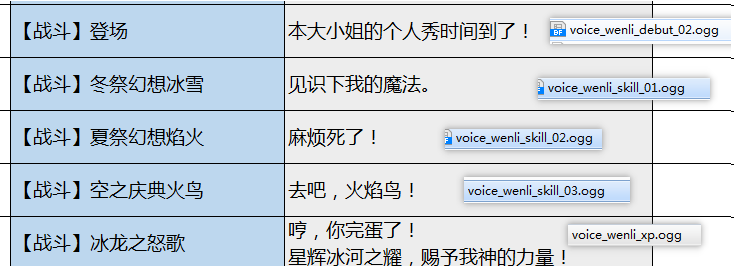 【战斗】登场 本大小姐的个人秀时间到了！ voice_wenli_debut_02.ogg
【战斗】冬祭幻想冰雪 见识下我的魔法。 voice_wenli_skill_01.ogg
【战斗】夏祭幻想焰火 麻烦死了！ voice_wenli_skill_02.ogg
【战斗】空之庆典火鸟 去吧，火焰鸟！ voice_wenli_skill_03.ogg
【战斗】冰龙之怒歌 哼，你完蛋了！ voice_wenli_xp.ogg
星辉冰河之耀，赐予我神的力量！